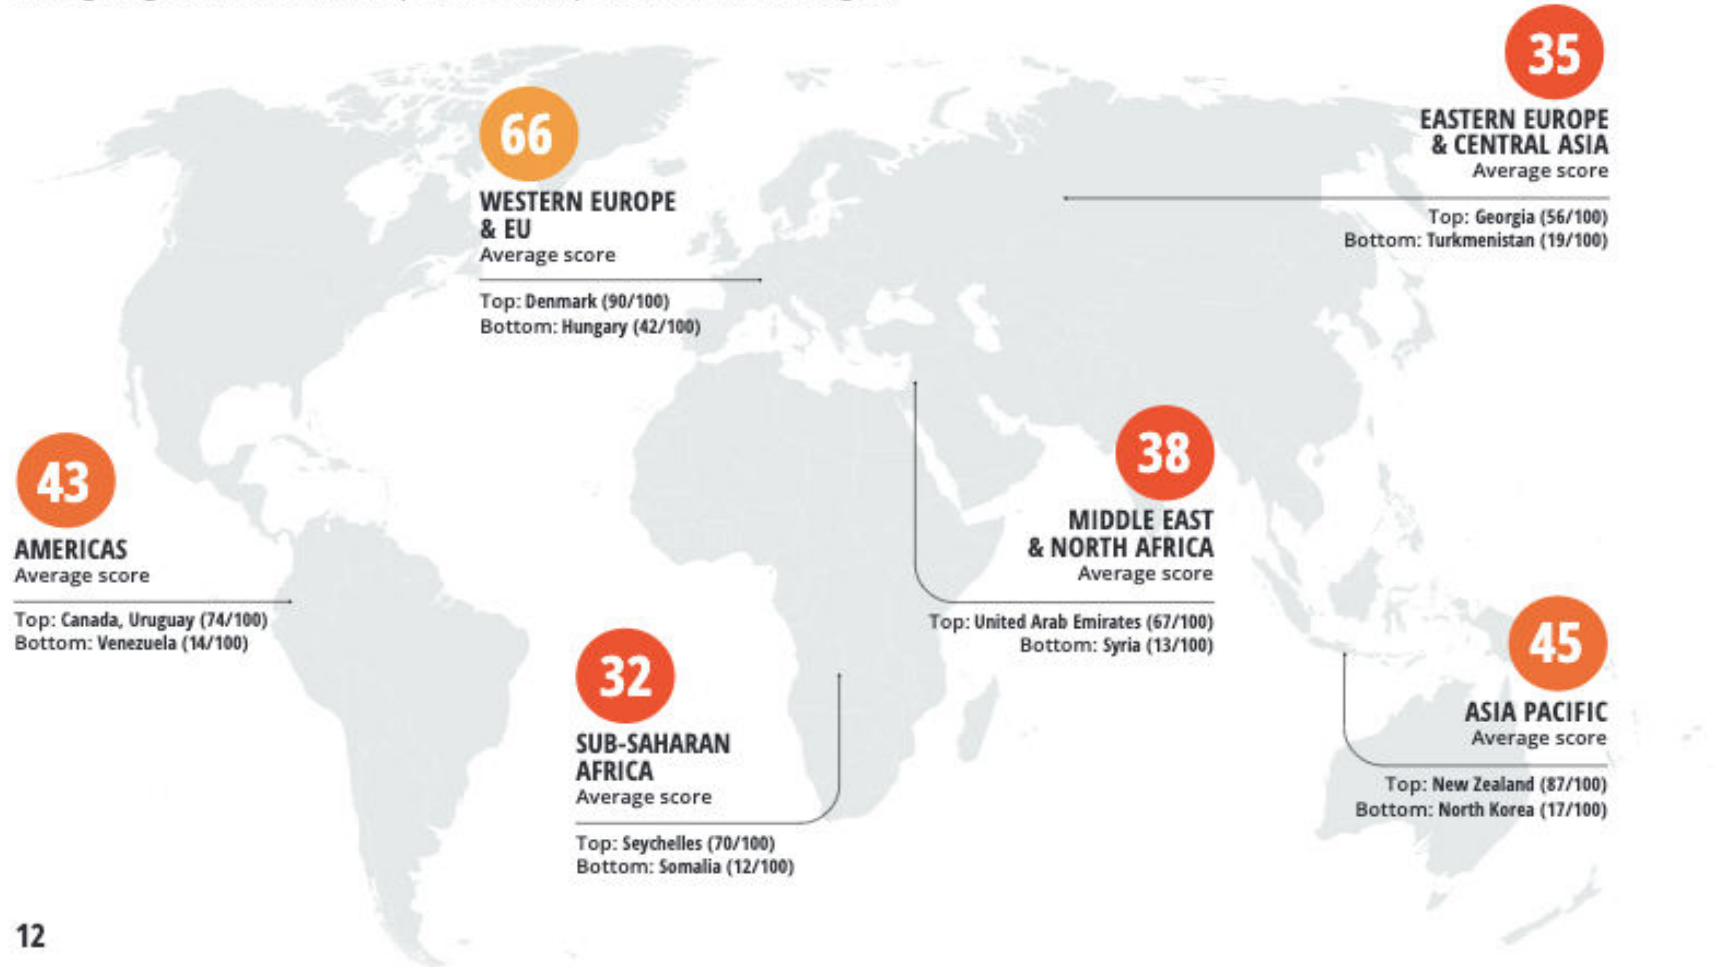 66
WESTERN EUROPE
& EU
Average score
Top: Denmark (90/100)
Bottom: Hungary (42/100)
35
EASTERN EUROPE
& CENTRAL ASIA
Average score
Top: Georgia (56/100)
Bottom: Turkmenistan (19/100)
43
AMERICAS
Average score
Top: Canada, Uruguay (74/100)
Bottom: Venezuela (14/100)
38
MIDDLE EAST
& NORTH AFRICA
Average score
Top: United Arab Emirates (67/100)
Bottom: Syria (13/100)
32
SUB-SAHARAN
AFRICA
Average score
Top: Seychelles (70/100)
Bottom: Somalia (12/100)
45
ASIA PACIFIC
Average score
Top: New Zealand (87/100)
Bottom: North Korea (17/100)
12